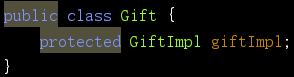 public class Gift {
    protected GiftImpl giftImpl;
}